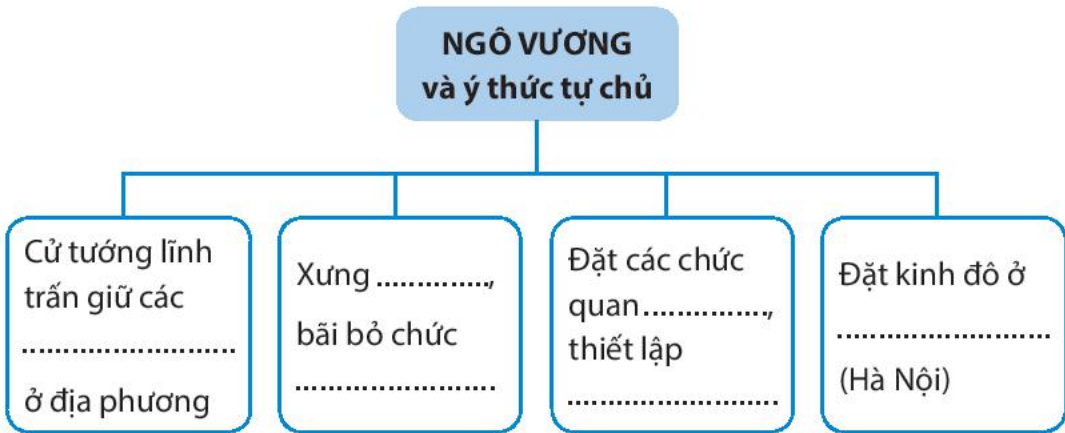 NGÔ VƯƠNG
và ý thức tự chủ
Cử tướng lĩnh
trấn giữ các
.................................
ở địa phương
Xưng ..............,
bãi bỏ chức
...............................
Đặt các chức
quan ...............,
thiết lập
................................
Đặt kinh đô ở
.................................
(Hà Nội)